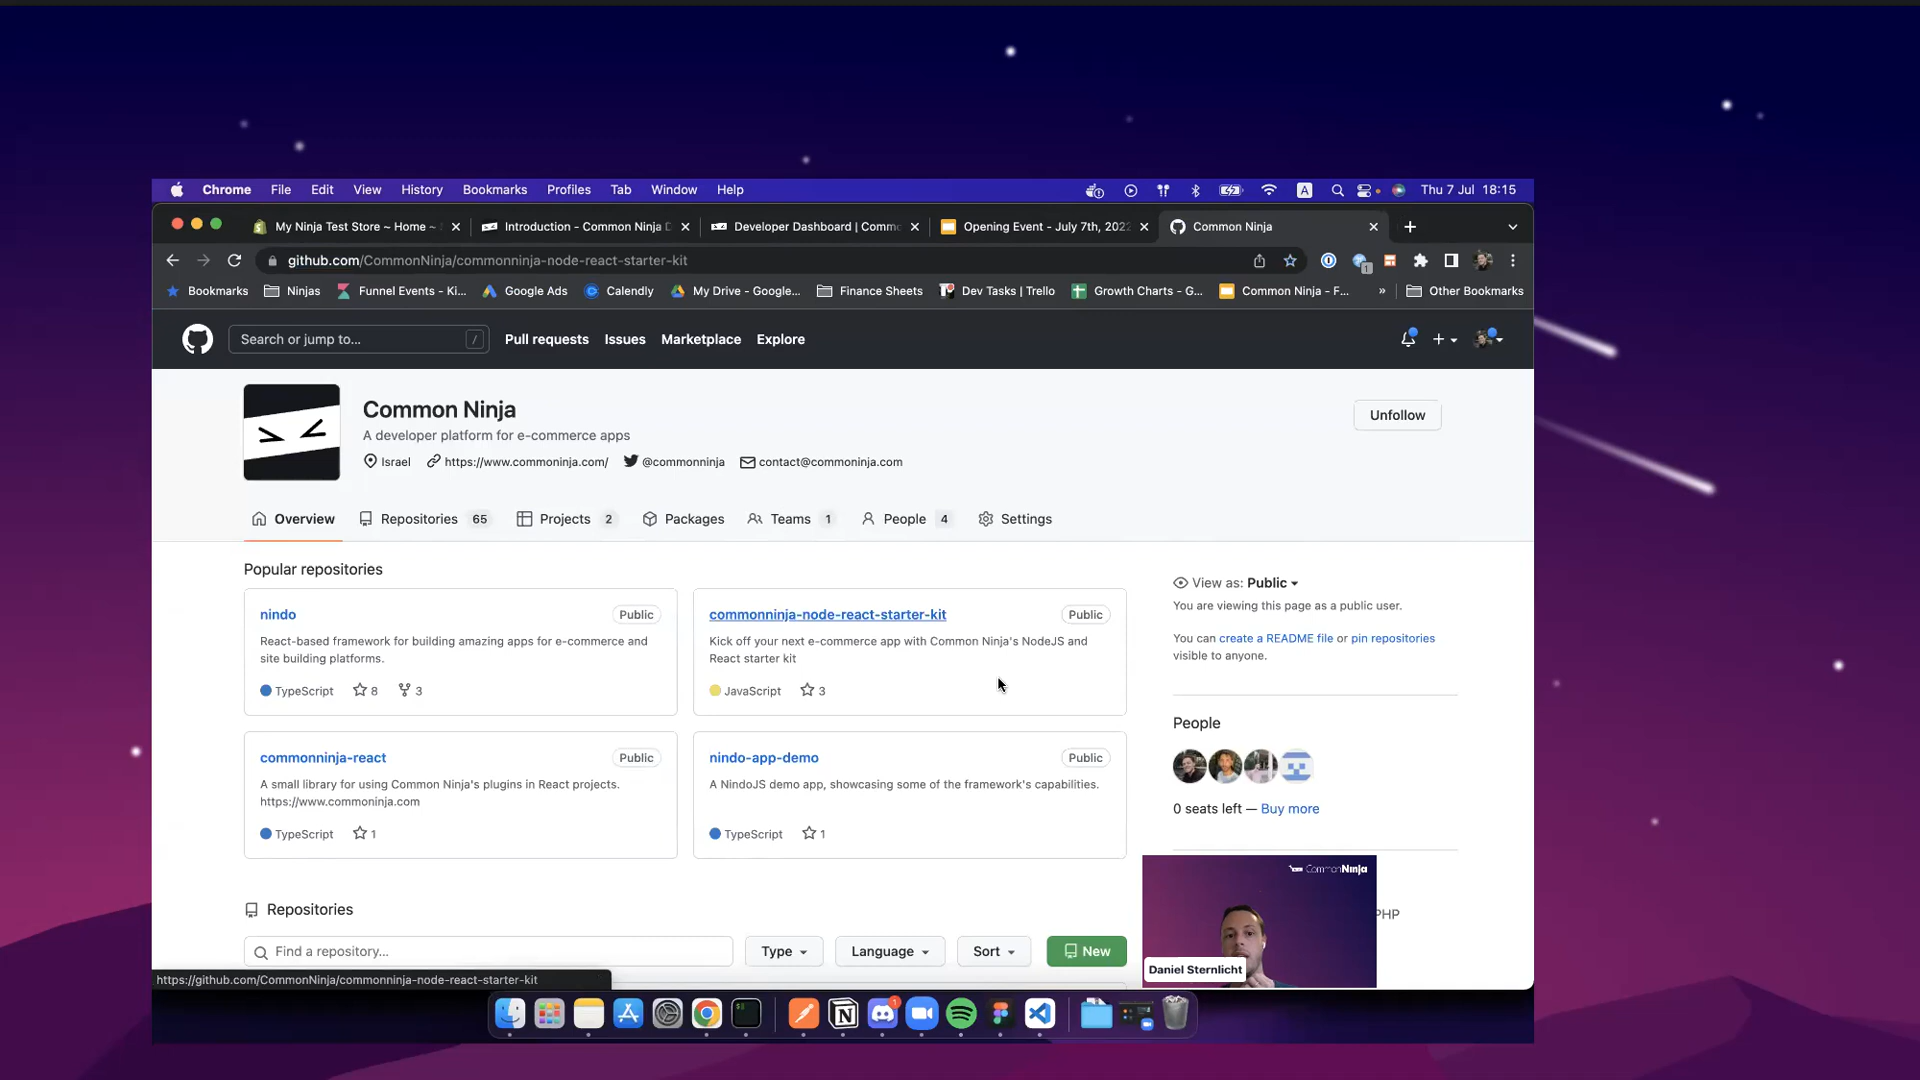 Chrome File Edit View History Bookmarks Profiles Tab Window Help A Thu 7 Jul 18:15
My Ninja Test Store ~ Home ~ Introduction - Common Ninja D Developer Dashboard | Commo Opening Event - July 7th, 2022 Common Ninja
github.com/CommonNinja/commonninja-node-react-starter-kit 1
Bookmarks Ninjas Funnel Events - Ki... Google Ads Calendly My Drive - Google... Finance Sheets Dev Tasks | Trello Growth Charts - G... Common Ninja - F... » Other Bookmarks
Search or jump to... / Pull requests Issues Marketplace Explore
Common Ninja
Unfollow
A developer platform for e-commerce apps
Israel https://www.commoninja.com/ @commonninja contact@commoninja.com
Overview Repositories 65 Projects 2 Packages Teams 1 People 4 Settings
Popular repositories
nindo Public
React-based framework for building amazing apps for e-commerce and
site building platforms.
TypeScript 8 3
commonninja-node-react-starter-kit Public
Kick off your next e-commerce app with Common Ninja's NodeJS and
React starter kit
JavaScript 3
commonninja-react Public
A small library for using Common Ninja's plugins in React projects.
https://www.commoninja.com
TypeScript 1
nindo-app-demo Public
A NindoJS demo app, showcasing some of the framework's capabilities.
TypeScript 1
View as: Public
You are viewing this page as a public user.
You can create a README file or pin repositories
visible to anyone.
People
0 seats left — Buy more
PHP
CommonNinja
Daniel Sternlicht
Repositories
Find a repository... Type Language Sort New
https://github.com/CommonNinja/commonninja-node-react-starter-kit
1